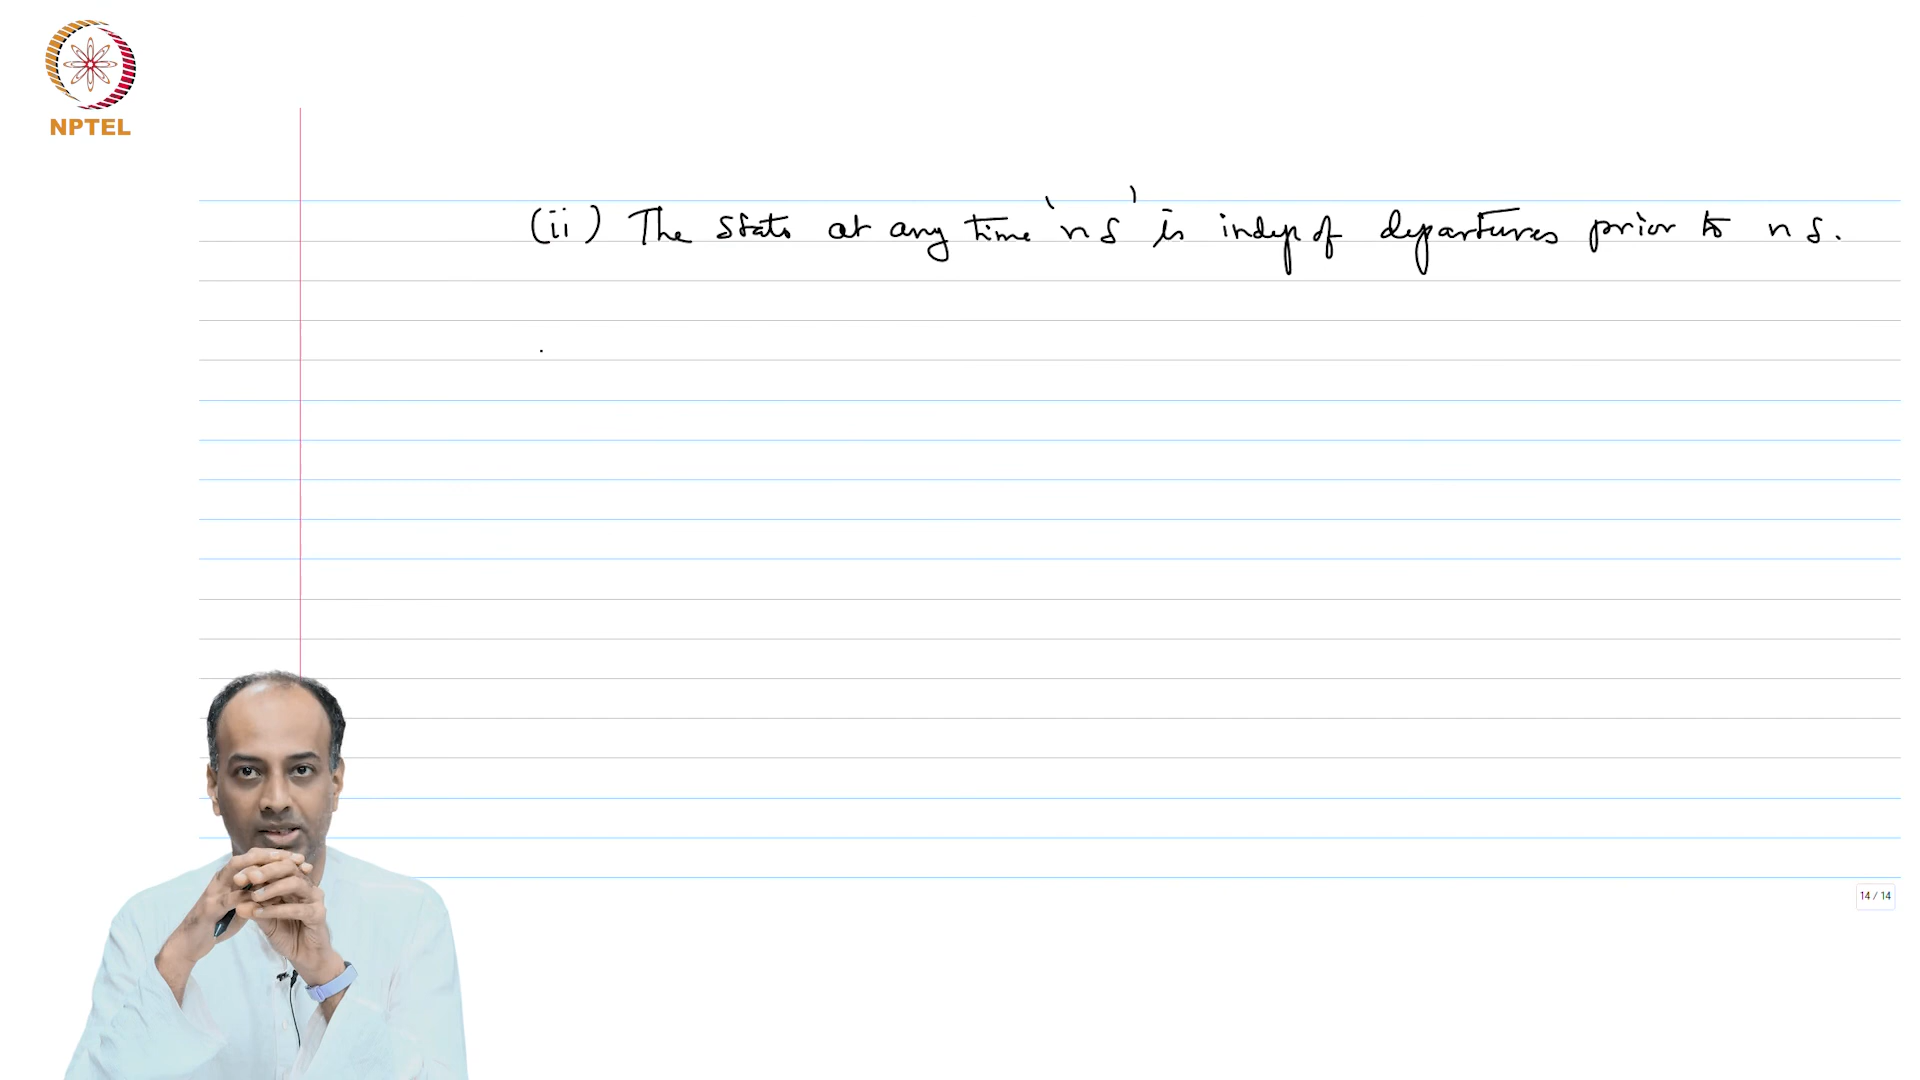 NPTEL
(ii) The state at any time 'nδ' is indep of departures prior to nδ.
14 / 14